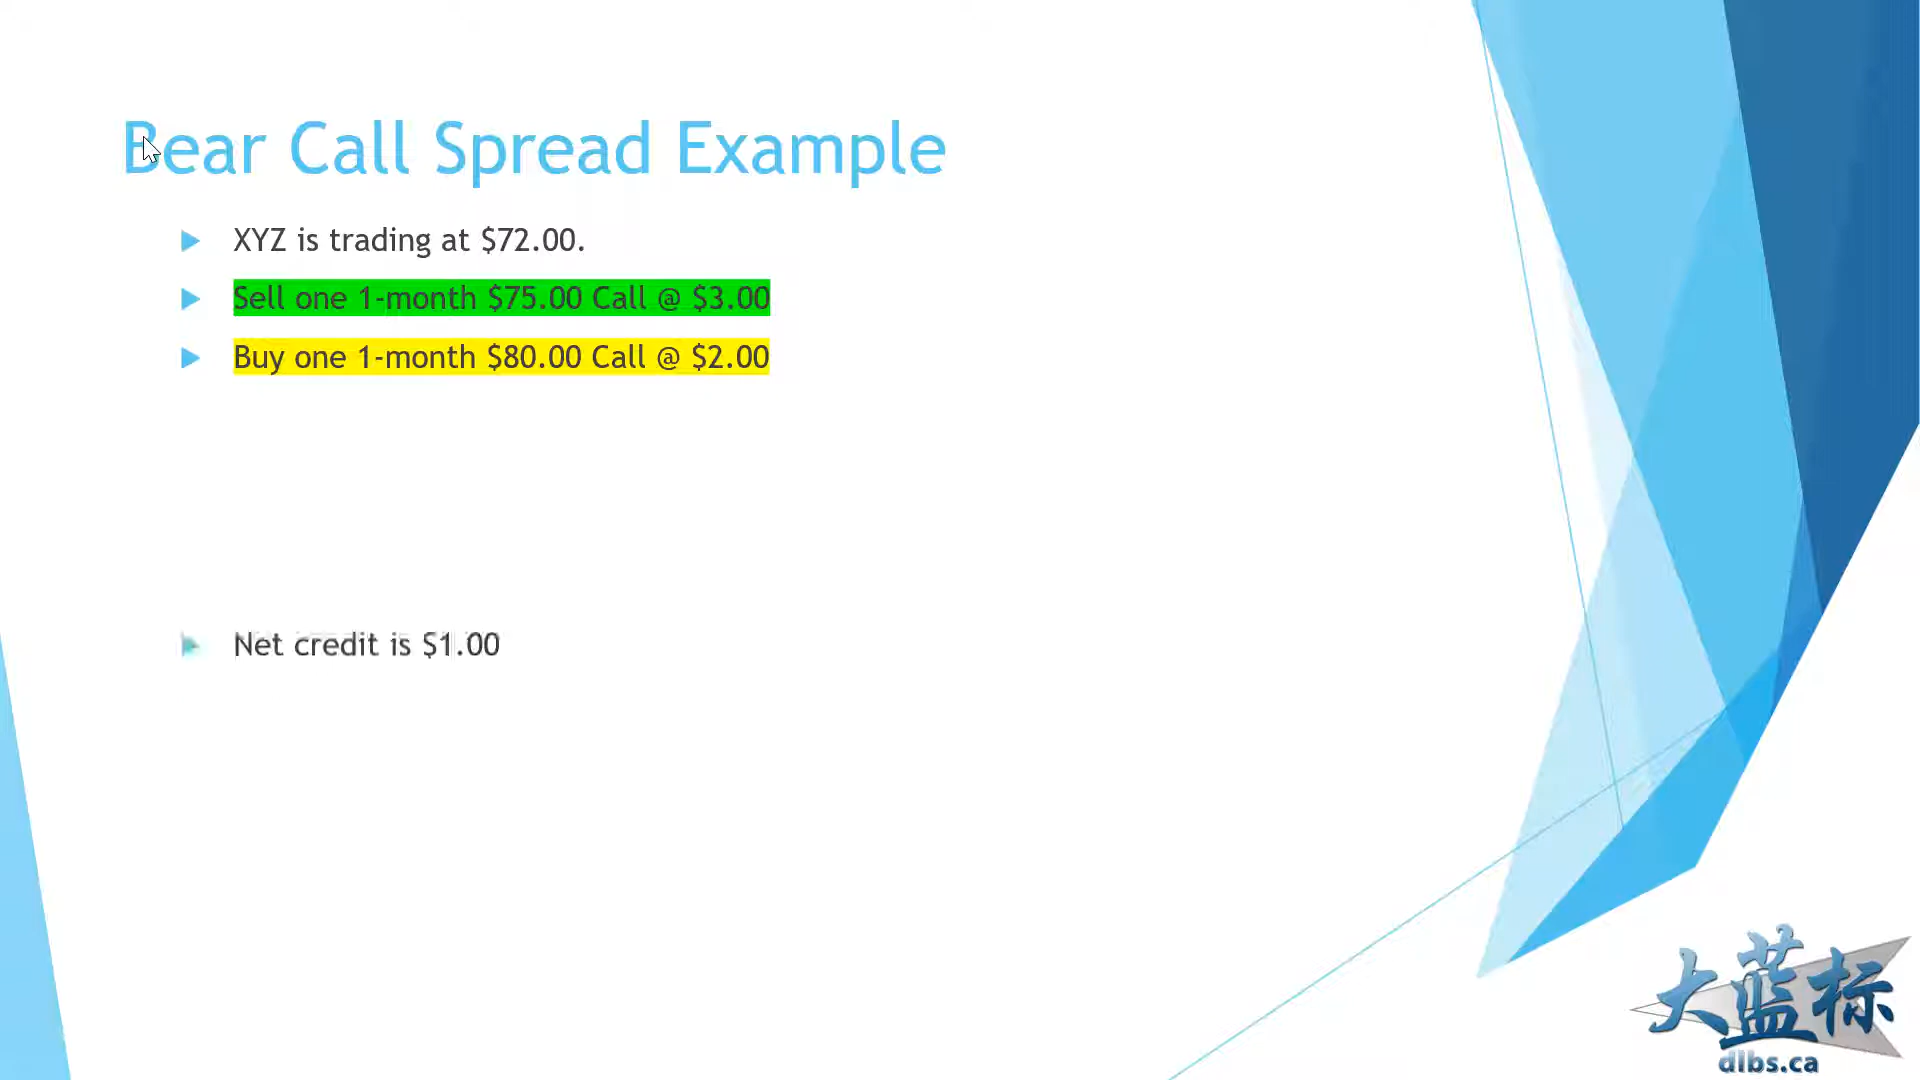 Bear Call Spread Example
XYZ is trading at $72.00.
Sell one 1-month $75.00 Call @ $3.00
Buy one 1-month $80.00 Call @ $2.00
Net credit is $1.00
大蓝标
dlbs.ca